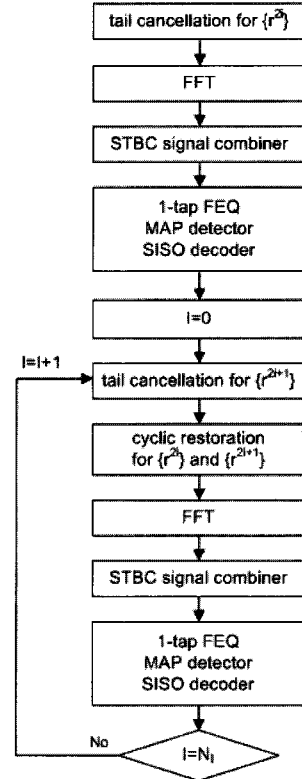 tail cancellation for {r^{2i}}
FFT
STBC signal combiner
1-tap FEQ
MAP detector
SISO decoder
I=0
I=I+1
tail cancellation for {r^{2i+1}}
cyclic restoration
for {r^{2i}} and {r^{2i+1}}
FFT
STBC signal combiner
1-tap FEQ
MAP detector
SISO decoder
No
I=N_I